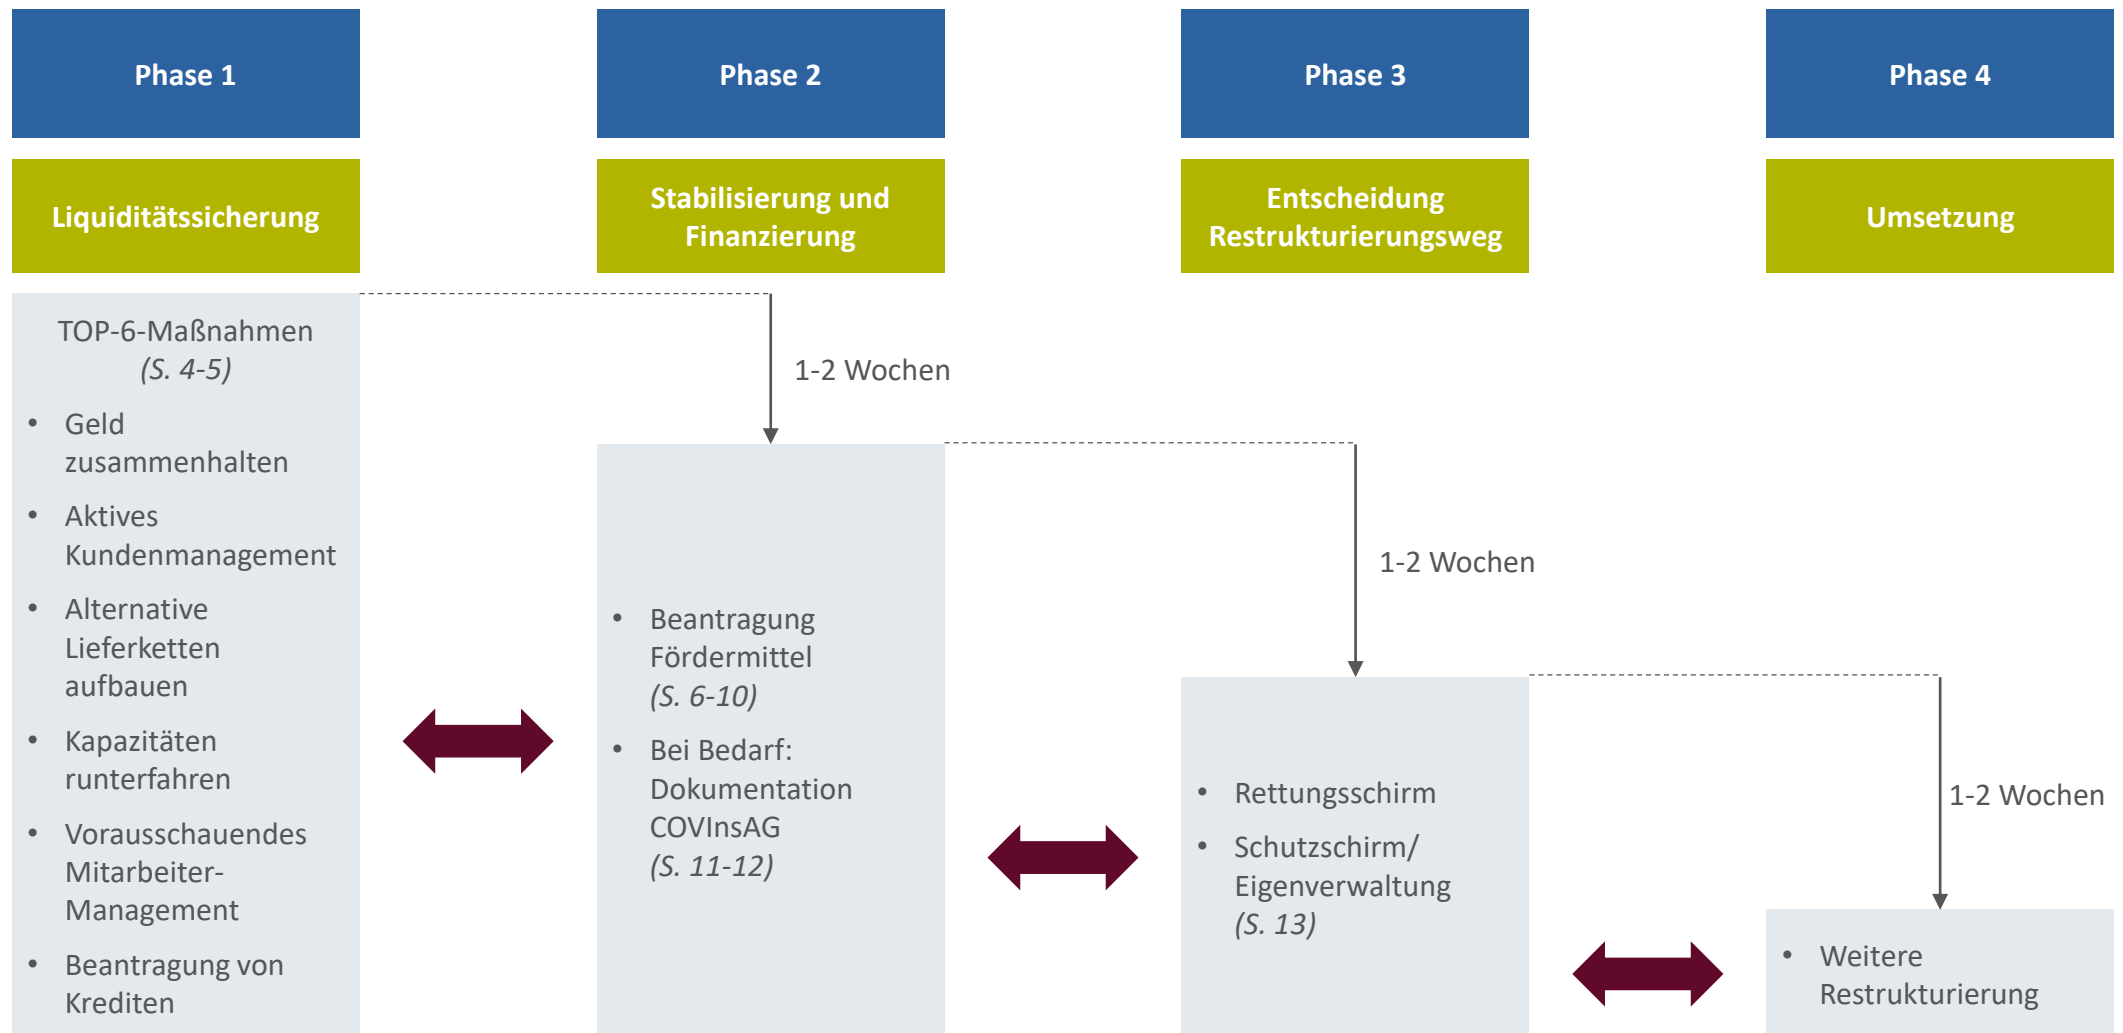 Phase 1
Phase 2
Phase 3
Phase 4
Liquiditätssicherung
Stabilisierung und
Finanzierung
Entscheidung
Restrukturierungsweg
Umsetzung
TOP-6-Maßnahmen
(S. 4-5)
• Geld
zusammenhalten
• Aktives
Kundenmanagement
• Alternative
Lieferketten
aufbauen
• Kapazitäten
runterfahren
• Vorausschauendes
Mitarbeiter-
Management
• Beantragung von
Krediten
1-2 Wochen
• Beantragung
Fördermittel
(S. 6-10)
• Bei Bedarf:
Dokumentation
COVInsAG
(S. 11-12)
1-2 Wochen
• Rettungsschirm
• Schutzschirm/
Eigenverwaltung
(S. 13)
1-2 Wochen
• Weitere
Restrukturierung